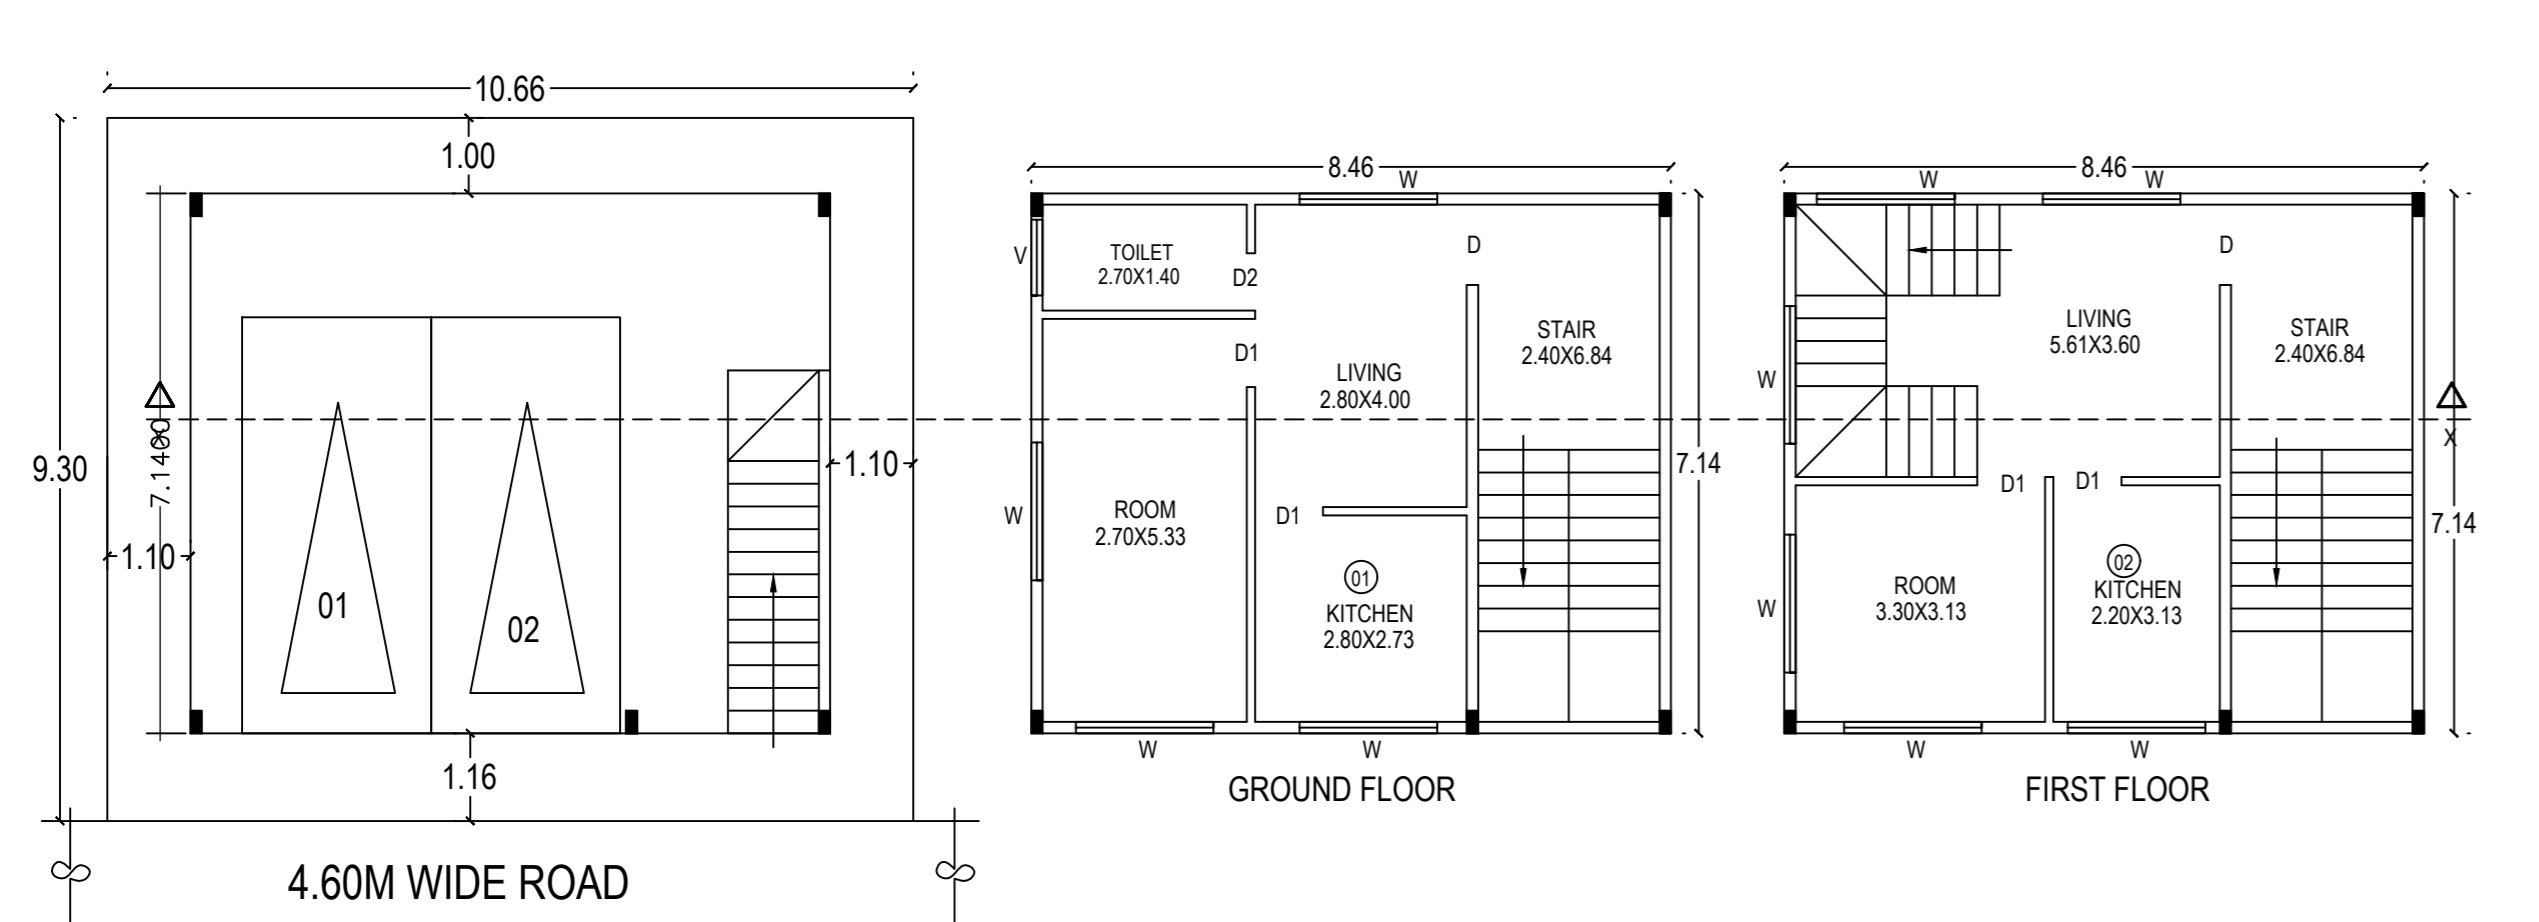 10.66
1.00
9.30
7.1400
X
1.10
1.10
01
02
1.16
4.60M WIDE ROAD
8.46
W
V
TOILET
2.70X1.40
D2
D
D1
LIVING
2.80X4.00
STAIR
2.40X6.84
7.14
W
ROOM
2.70X5.33
D1
01
KITCHEN
2.80X2.73
W
W
GROUND FLOOR
8.46
W
W
D
LIVING
5.61X3.60
STAIR
2.40X6.84
W
X
D1
D1
7.14
02
ROOM
3.30X3.13
KITCHEN
2.20X3.13
W
W
W
FIRST FLOOR